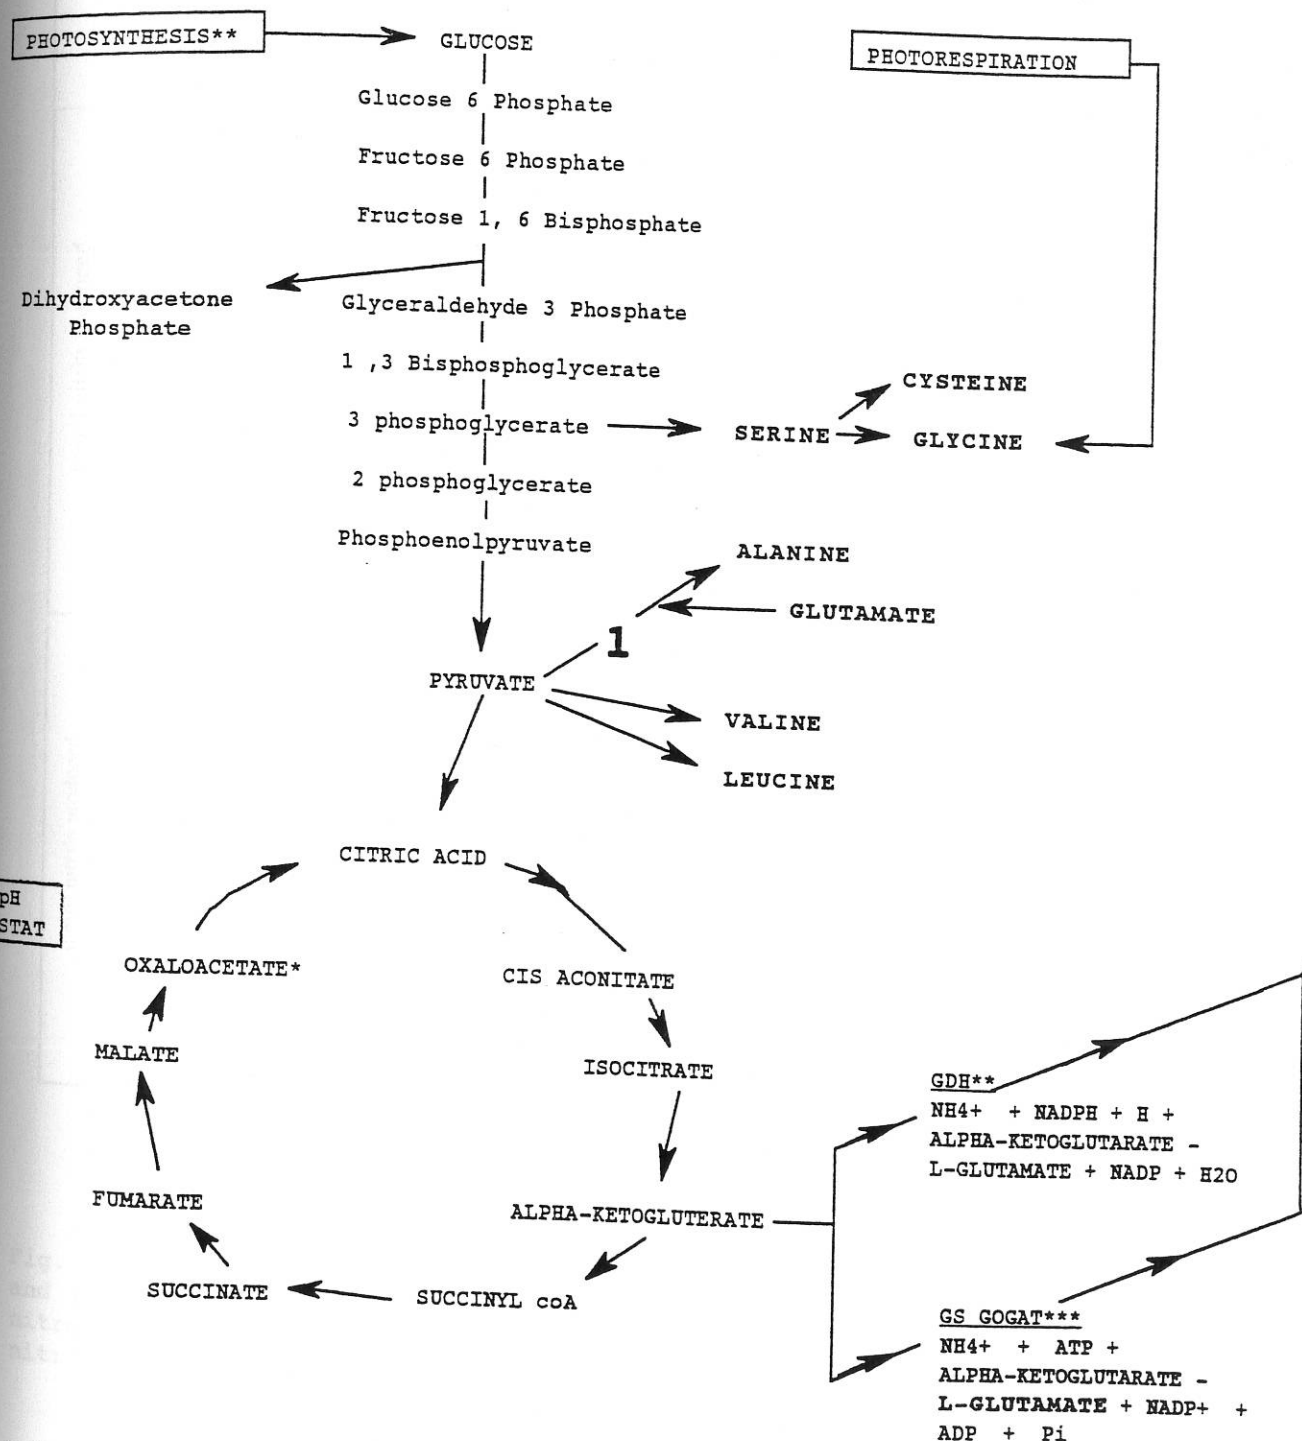 PHOTOSYNTHESIS**
GLUCOSE
PHOTORESPIRATION
Glucose 6 Phosphate
Fructose 6 Phosphate
Fructose 1, 6 Bisphosphate
Dihydroxyacetone
Phosphate
Glyceraldehyde 3 Phosphate
1 ,3 Bisphosphoglycerate
CYSTEINE
3 phosphoglycerate
SERINE
GLYCINE
2 phosphoglycerate
Phosphoenolpyruvate
ALANINE
GLUTAMATE
1
PYRUVATE
VALINE
LEUCINE
CITRIC ACID
pH
STAT
OXALOACETATE*
CIS ACONITATE
MALATE
ISOCITRATE
GDH**
NH4+ + NADPH + H +
ALPHA-KETOGLUTARATE -
L-GLUTAMATE + NADP + H2O
FUMARATE
ALPHA-KETOGLUTERATE
SUCCINATE
SUCCINYL coA
GS GOGAT***
NH4+ + ATP +
ALPHA-KETOGLUTARATE -
L-GLUTAMATE + NADP+ +
ADP + Pi